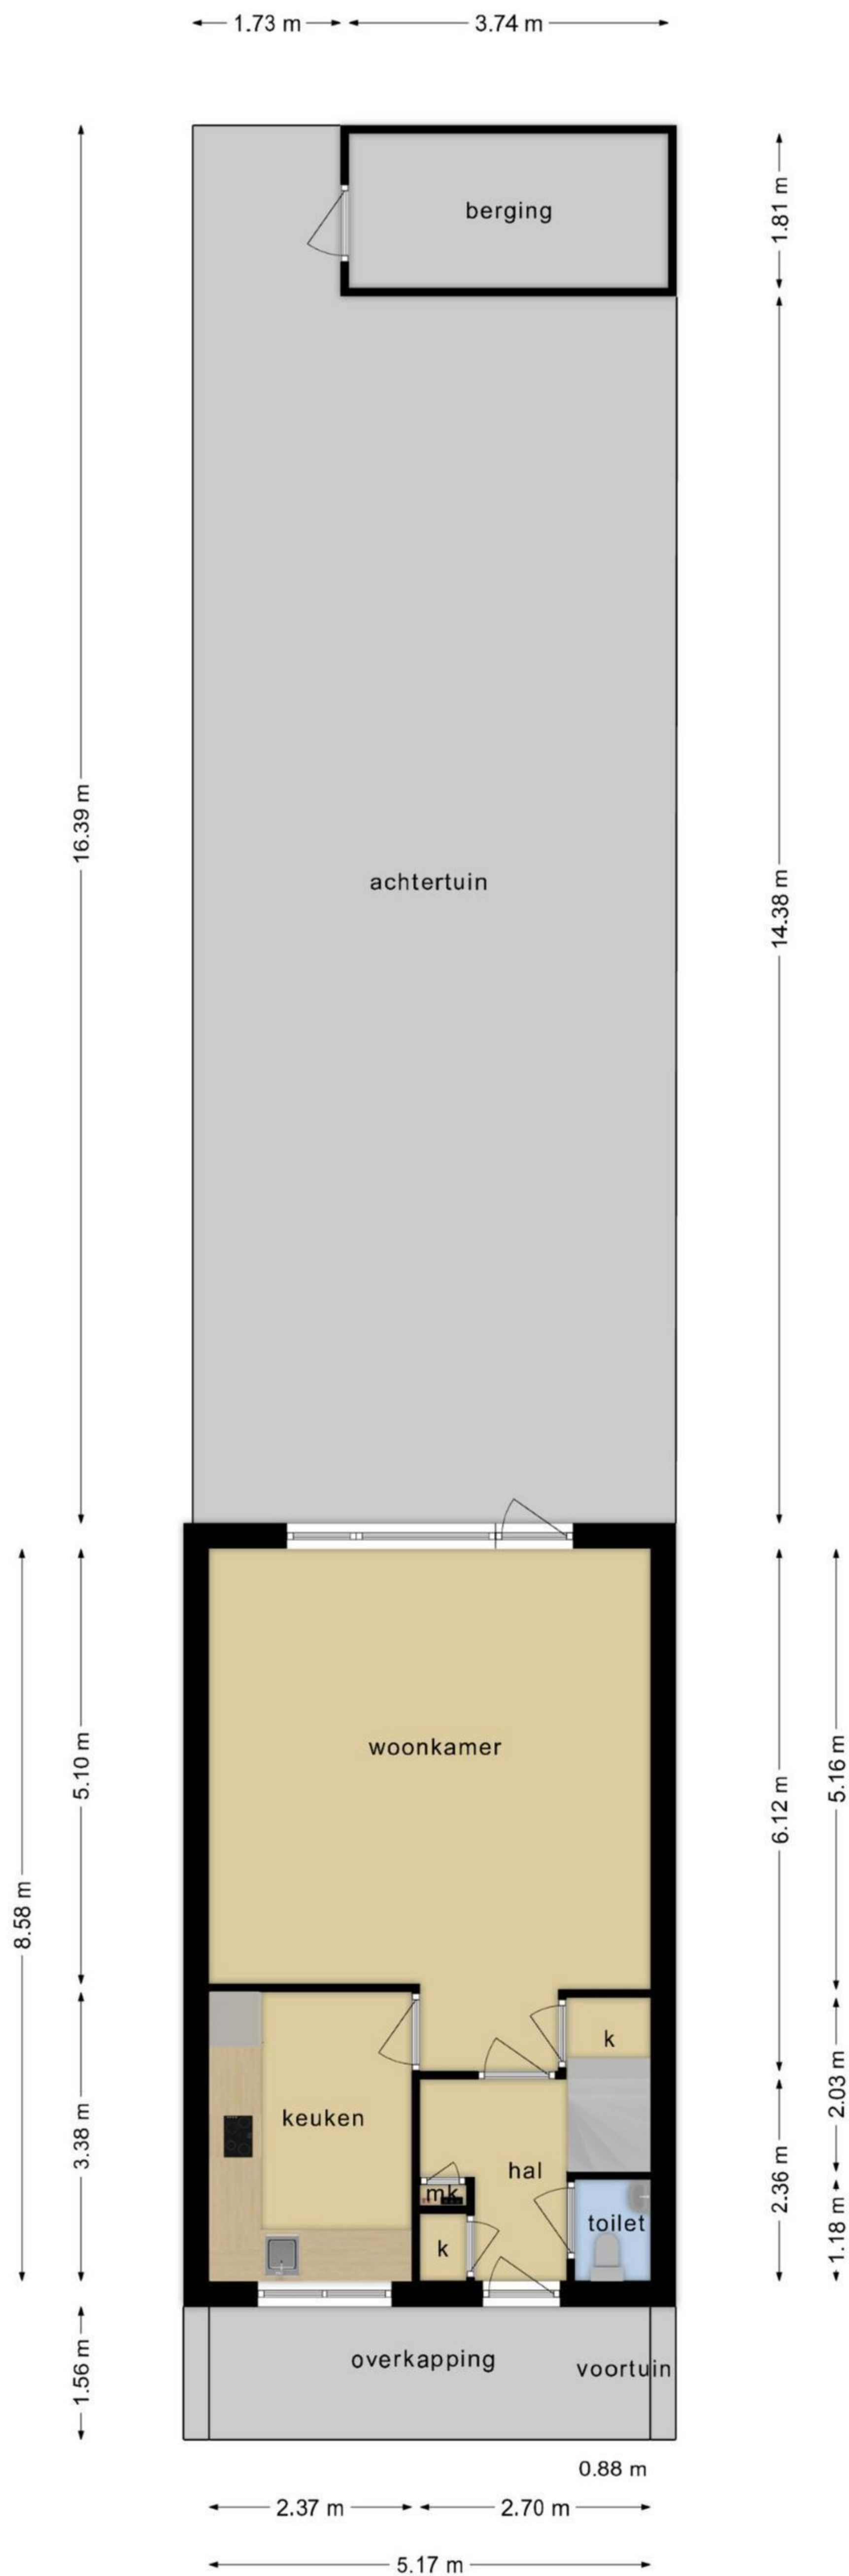 1.73 m
3.74 m
berging
1.81 m
16.39 m
achtertuin
14.38 m
woonkamer
5.10 m
5.16 m
6.12 m
8.58 m
k
keuken
3.38 m
2.03 m
hal
2.36 m
mk
toilet
1.18 m
k
overkapping
voortuin
1.56 m
0.88 m
2.37 m
2.70 m
5.17 m